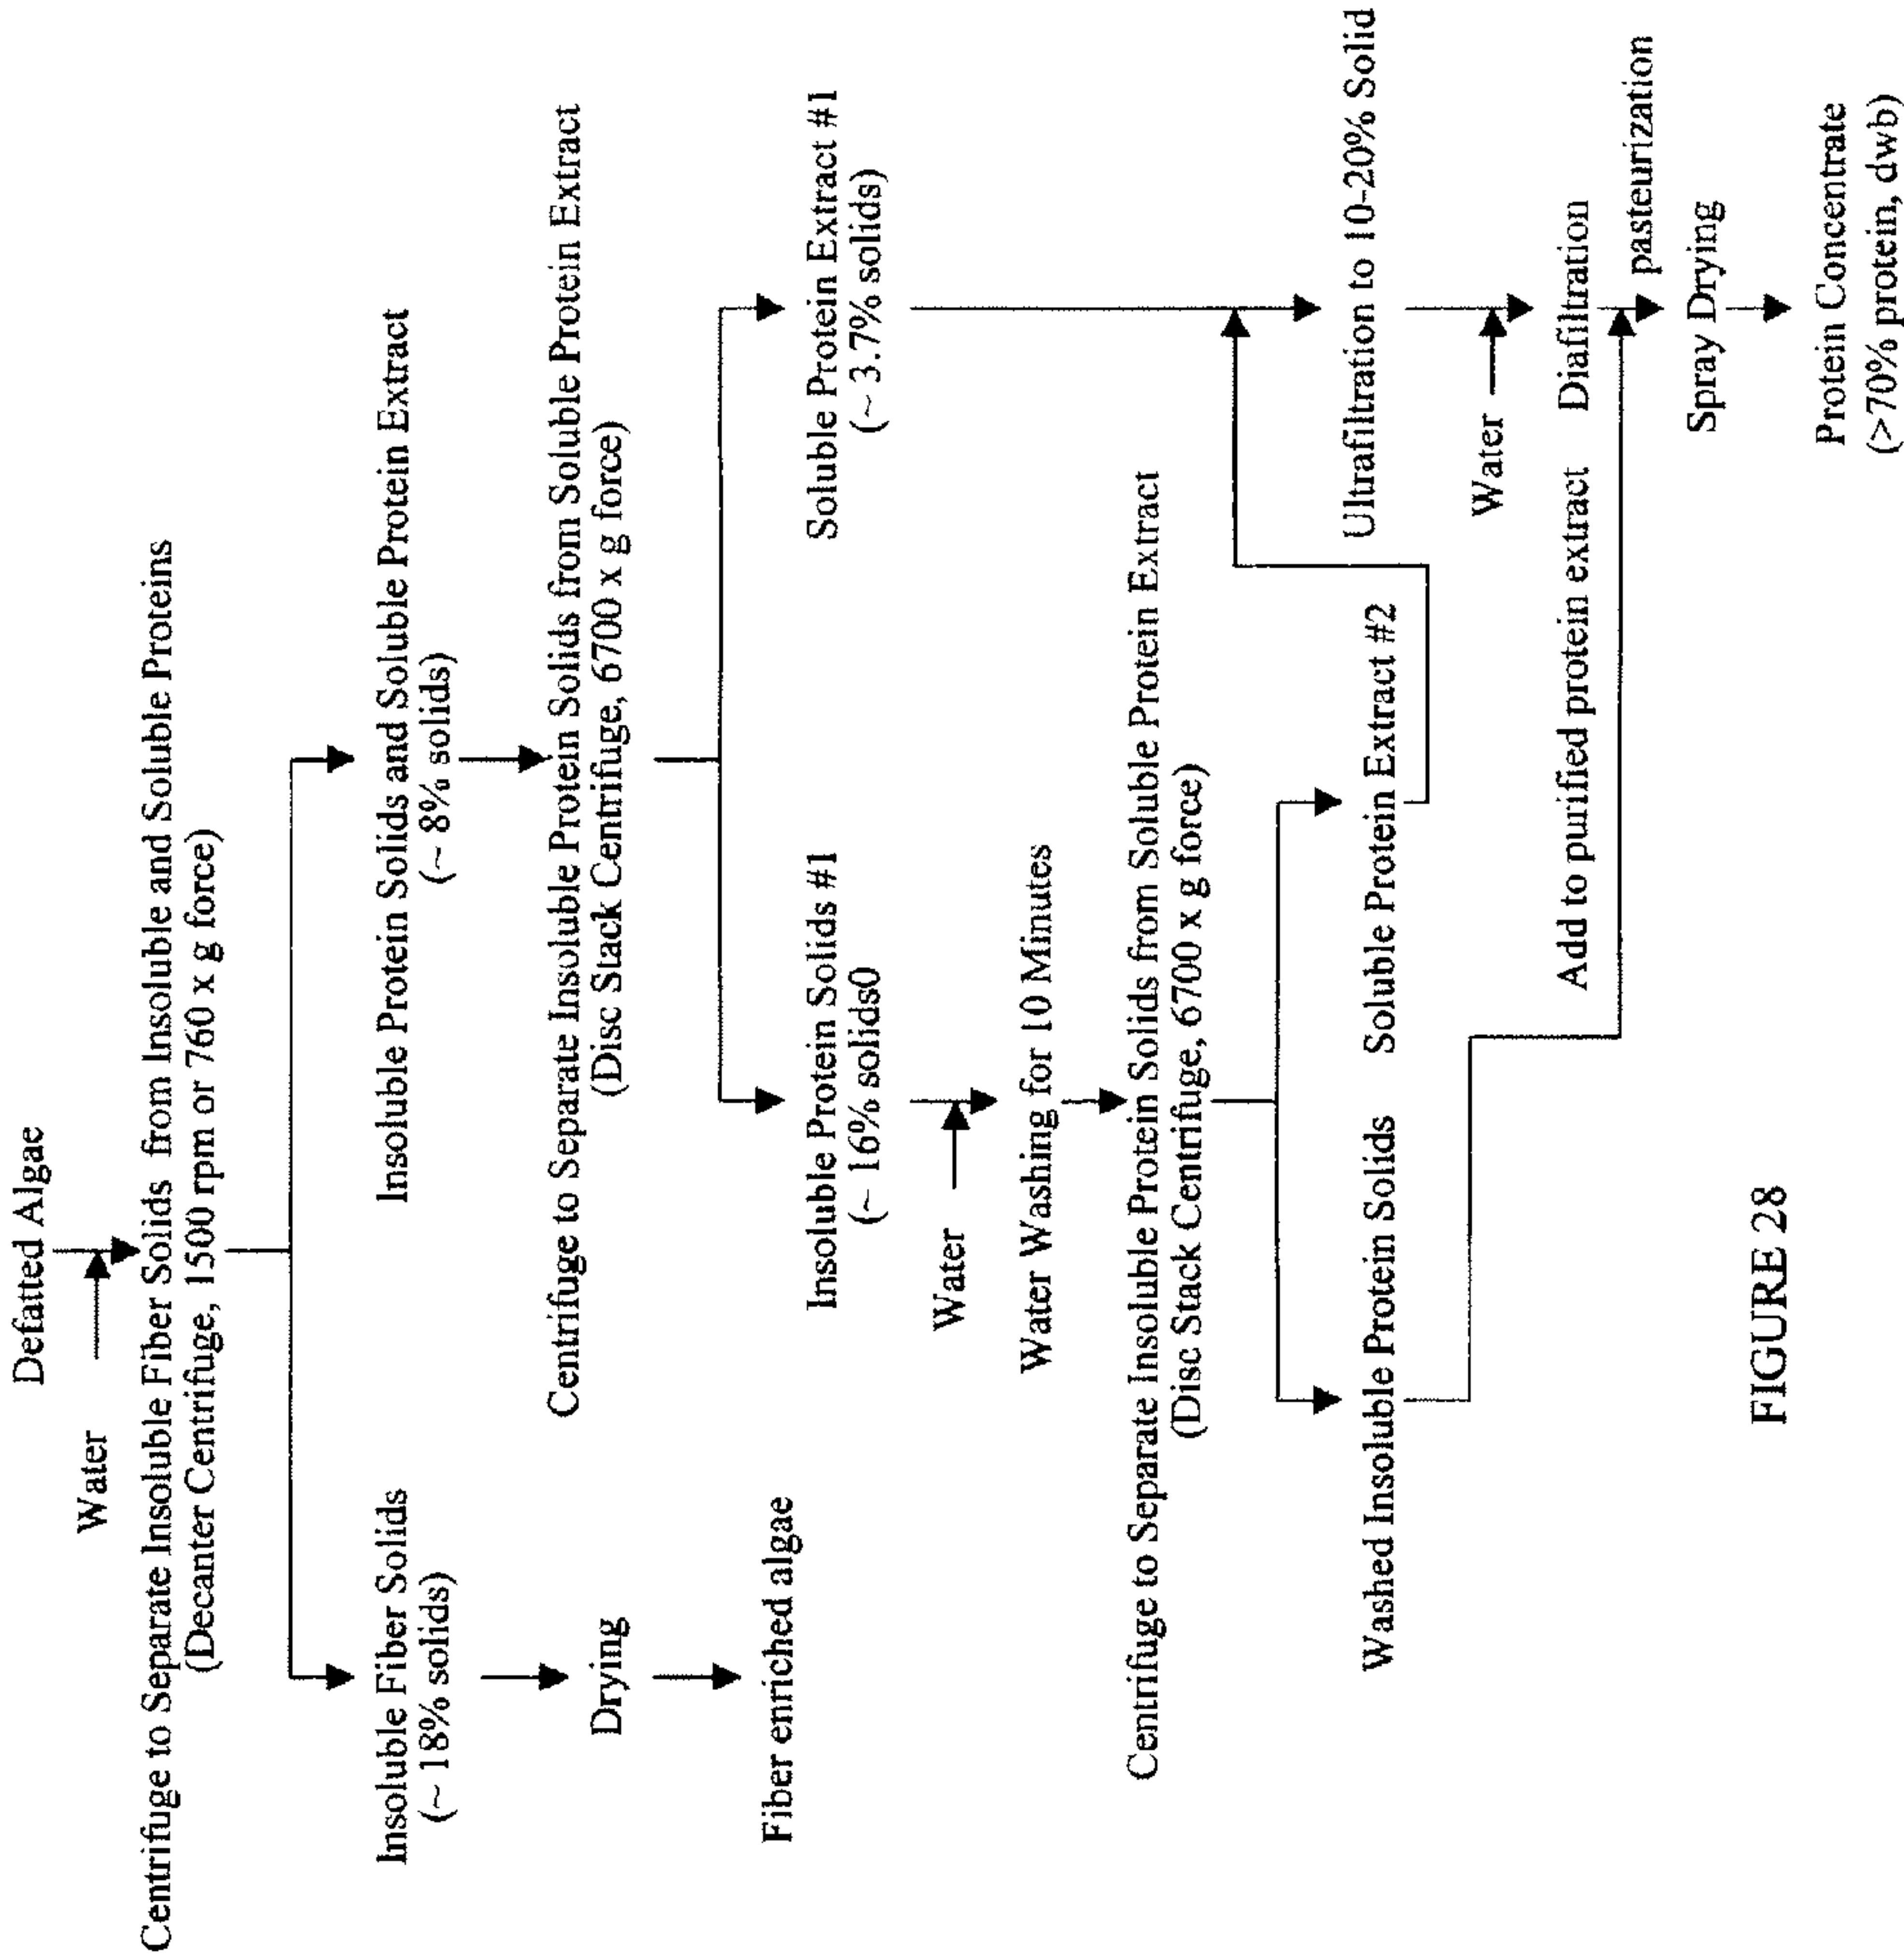 Defatted Algae
Water
Centrifuge to Separate Insoluble Fiber Solids from Insoluble and Soluble Proteins
(Decanter Centrifuge, 1500 rpm or 760 x g force)
Insoluble Fiber Solids
(~ 18% solids)
Insoluble Protein Solids and Soluble Protein Extract
(~ 8% solids)
Drying
Centrifuge to Separate Insoluble Protein Solids from Soluble Protein Extract
(Disc Stack Centrifuge, 6700 x g force)
Fiber enriched algae
Insoluble Protein Solids #1
(~ 16% solids0
Soluble Protein Extract #1
(~ 3.7% solids)
Water
Water Washing for 10 Minutes
Centrifuge to Separate Insoluble Protein Solids from Soluble Protein Extract
(Disc Stack Centrifuge, 6700 x g force)
Washed Insoluble Protein Solids
Soluble Protein Extract #2
Ultrafiltration to 10-20% Solid
Water
Add to purified protein extract
Diafiltration
pasteurization
Spray Drying
Protein Concentrate
(>70% protein, dwb)
FIGURE 28